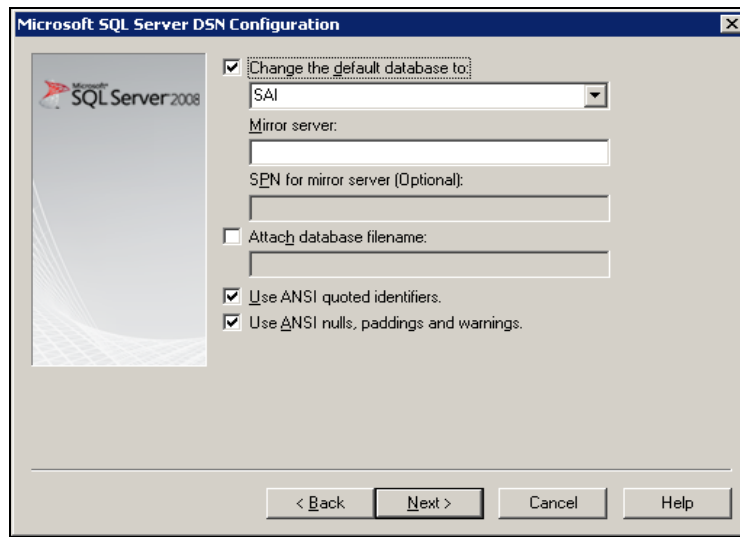 Microsoft SQL Server DSN Configuration
Microsoft
SQL Server 2008
Change the default database to:
SAI
Mirror server:
SPN for mirror server (Optional):
Attach database filename:
Use ANSI quoted identifiers.
Use ANSI nulls, paddings and warnings.
< Back Next > Cancel Help